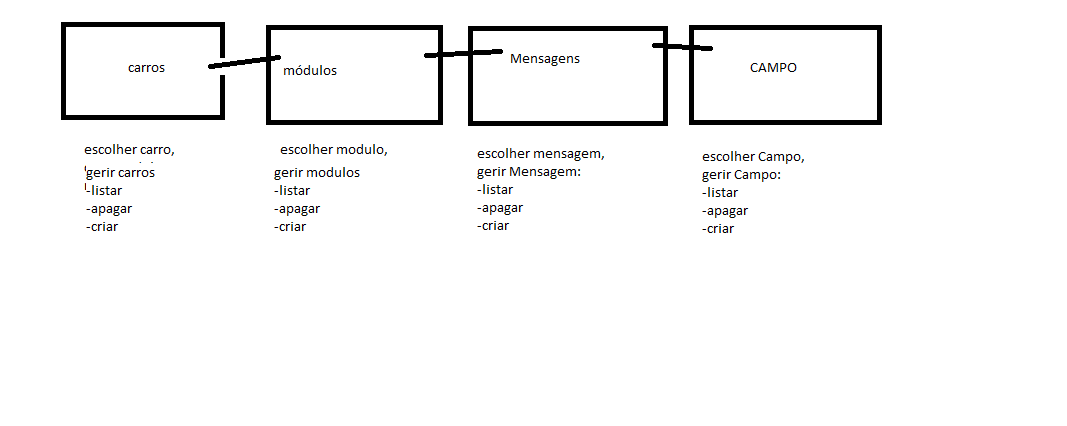 carros
módulos
Mensagens
CAMPO
escolher carro,
gerir carros
-listar
-apagar
-criar
escolher modulo,
gerir modulos
-listar
-apagar
-criar
escolher mensagem,
gerir Mensagem:
-listar
-apagar
-criar
escolher Campo,
gerir Campo:
-listar
-apagar
-criar